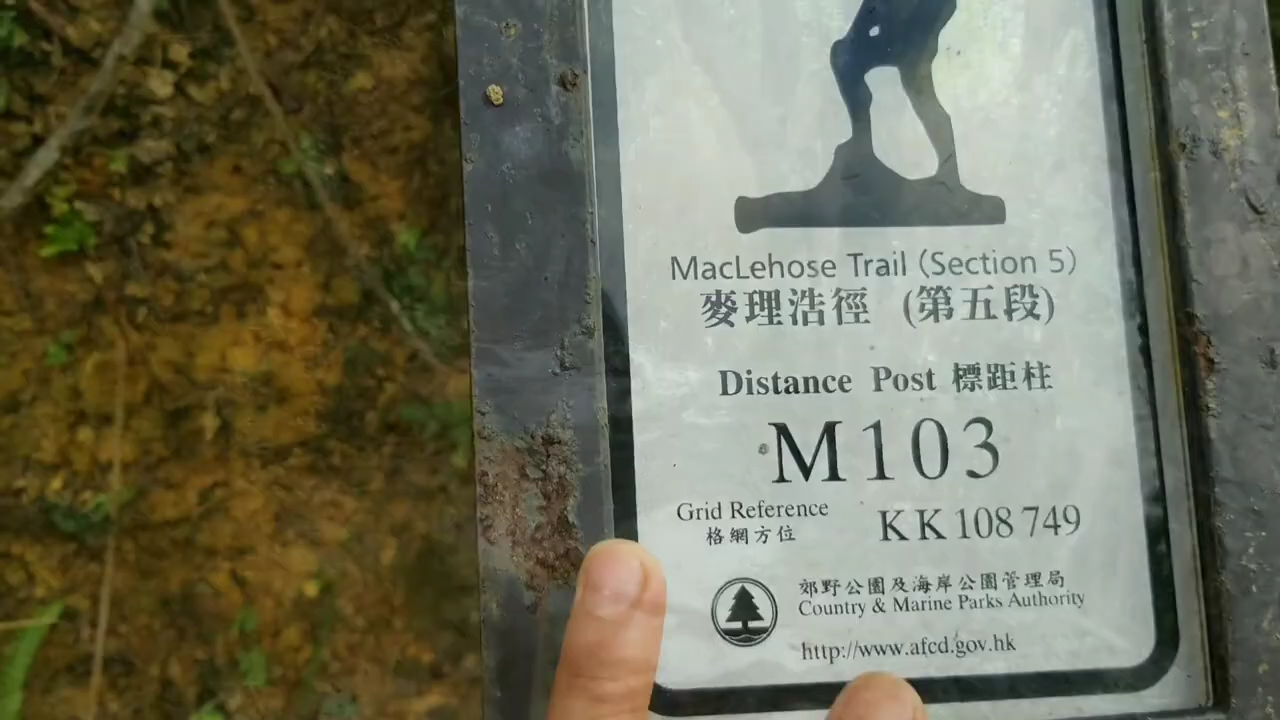 MacLehose Trail (Section 5)
麥理浩徑 (第五段)
Distance Post 標距柱
M103
Grid Reference
格網方位
KK 108 749
郊野公園及海岸公園管理局
Country & Marine Parks Authority
http://www.afcd.gov.hk